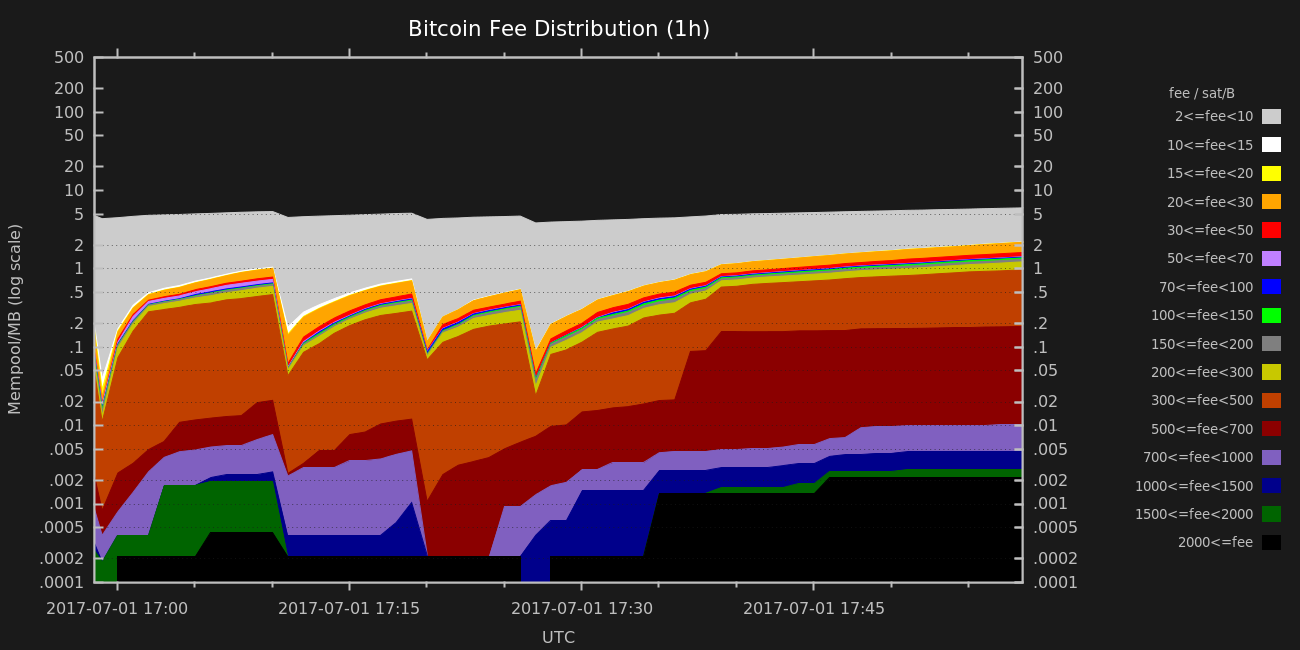 Bitcoin Fee Distribution (1h)
500 500
200 200
100 100
50 50
20 20
10 10
5 5
2 2
1 1
.5 .5
.2 .2
.1 .1
.05 .05
.02 .02
.01 .01
.005 .005
.002 .002
.001 .001
.0005 .0005
.0002 .0002
.0001 .0001
Mempool/MB (log scale)
2017-07-01 17:00 2017-07-01 17:15 2017-07-01 17:30 2017-07-01 17:45
UTC
fee / sat/B
2<=fee<10
10<=fee<15
15<=fee<20
20<=fee<30
30<=fee<50
50<=fee<70
70<=fee<100
100<=fee<150
150<=fee<200
200<=fee<300
300<=fee<500
500<=fee<700
700<=fee<1000
1000<=fee<1500
1500<=fee<2000
2000<=fee